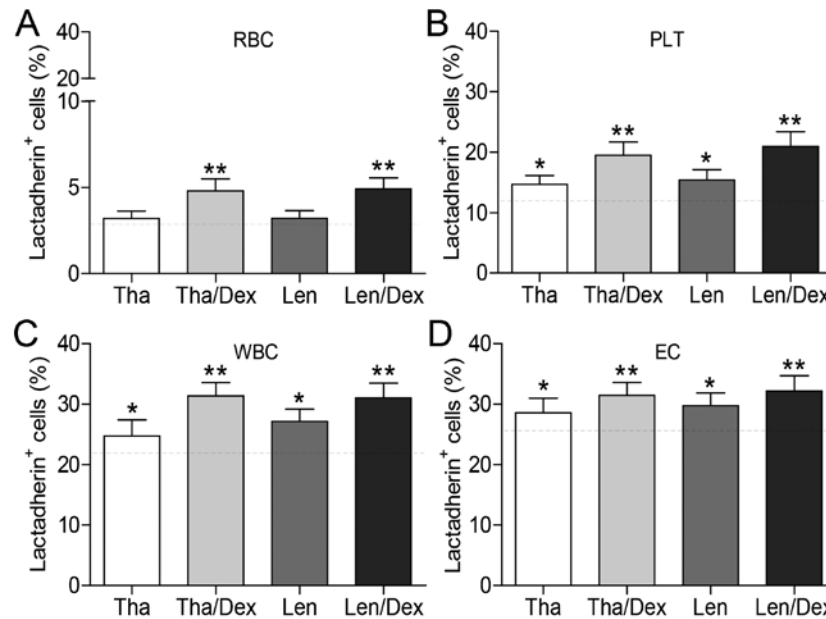 A
RBC
Lactadherin⁺ cells (%)
40
20
10
5
0
**
**
Tha Tha/Dex Len Len/Dex
B
PLT
Lactadherin⁺ cells (%)
40
30
20
10
0
*
**
*
**
Tha Tha/Dex Len Len/Dex
C
WBC
Lactadherin⁺ cells (%)
40
30
20
10
0
*
**
*
**
Tha Tha/Dex Len Len/Dex
D
EC
Lactadherin⁺ cells (%)
40
30
20
10
0
*
**
*
**
Tha Tha/Dex Len Len/Dex